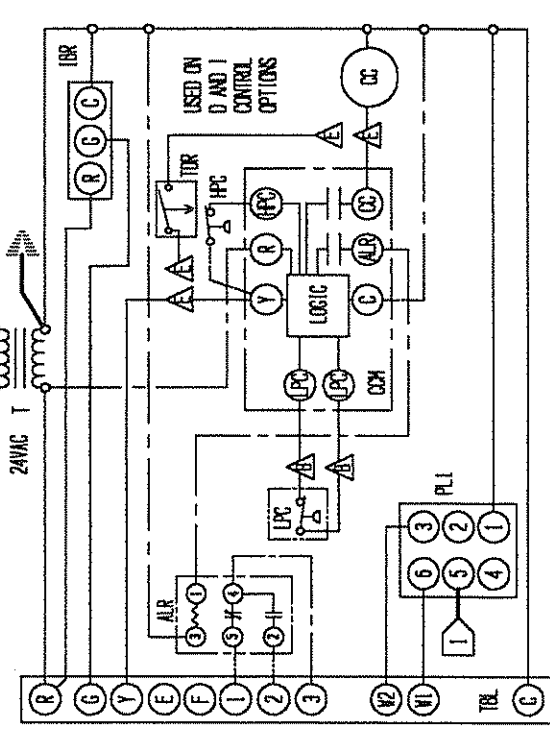 24VAC T
IBR
R G C
USED ON
D AND I
CONTROL
OPTIONS
TDR
HPC
E
E
E
E
CC
Y
R
HPC
LOGIC
C
ALR
CC
LPC
LPC
CCM
LPC
B
B
ALR
3
1
5
4
2
PL1
6
3
5
2
4
1
1
R
G
Y
E
F
1
2
3
W2
W1
TBL
C